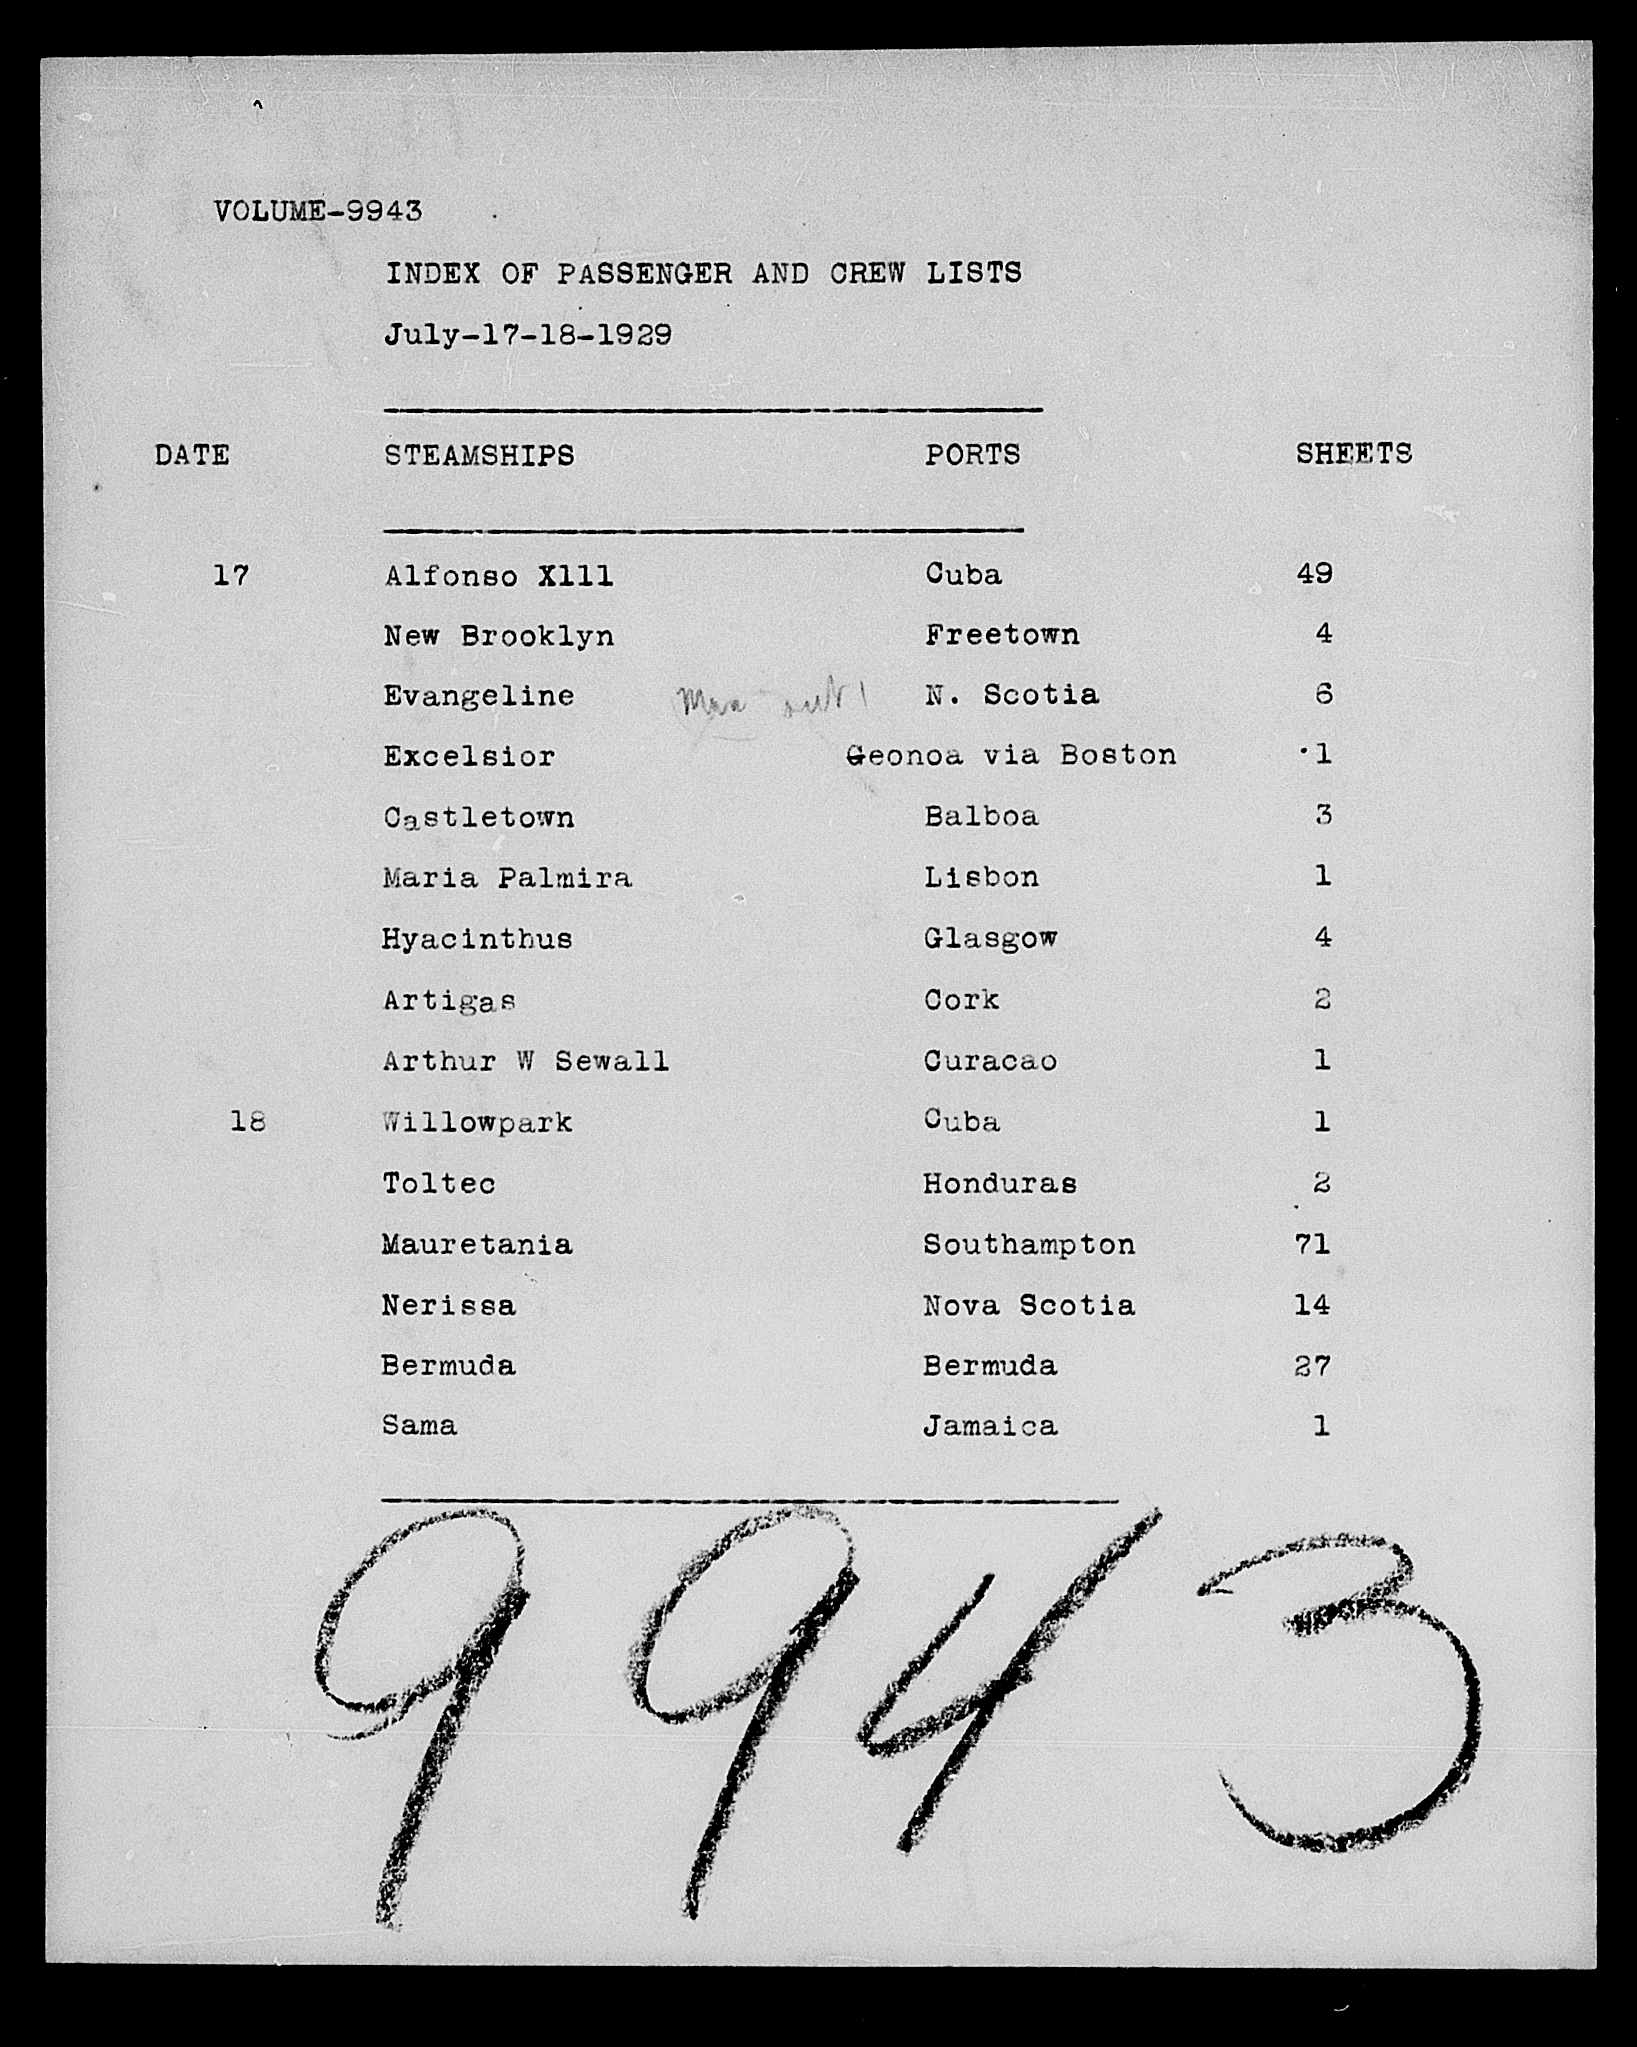 VOLUME-9943
INDEX OF PASSENGER AND CREW LISTS
July-17-18-1929
DATE STEAMSHIPS PORTS SHEETS
17 Alfonso Xlll Cuba 49
New Brooklyn Freetown 4
Evangeline N. Scotia 6
Excelsior Geonoa via Boston 1
Castletown Balboa 3
Maria Palmira Lisbon 1
Hyacinthus Glasgow 4
Artigas Cork 2
Arthur W Sewall Curacao 1
18 Willowpark Cuba 1
Toltec Honduras 2
Mauretania Southampton 71
Nerissa Nova Scotia 14
Bermuda Bermuda 27
Sama Jamaica 1
9943